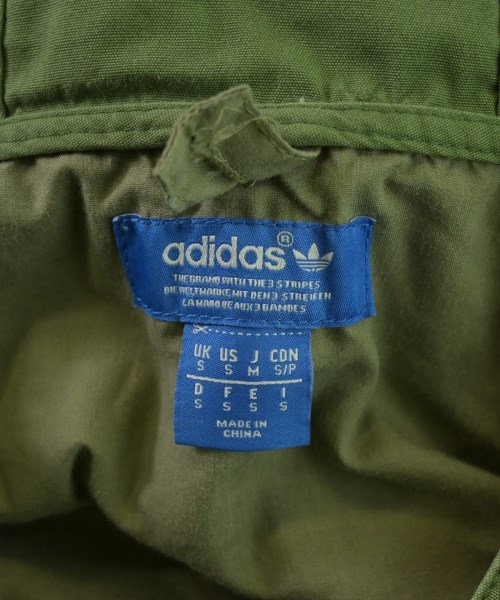 adidas®
THE BRAND WITH THE 3 STRIPES
DIE WELTMARKE MIT DEN 3 STREIFEN
LA MARQUE AUX 3 BANDES
UK US J CDN
S S M S/P
D F E I
S S S S
MADE IN
CHINA